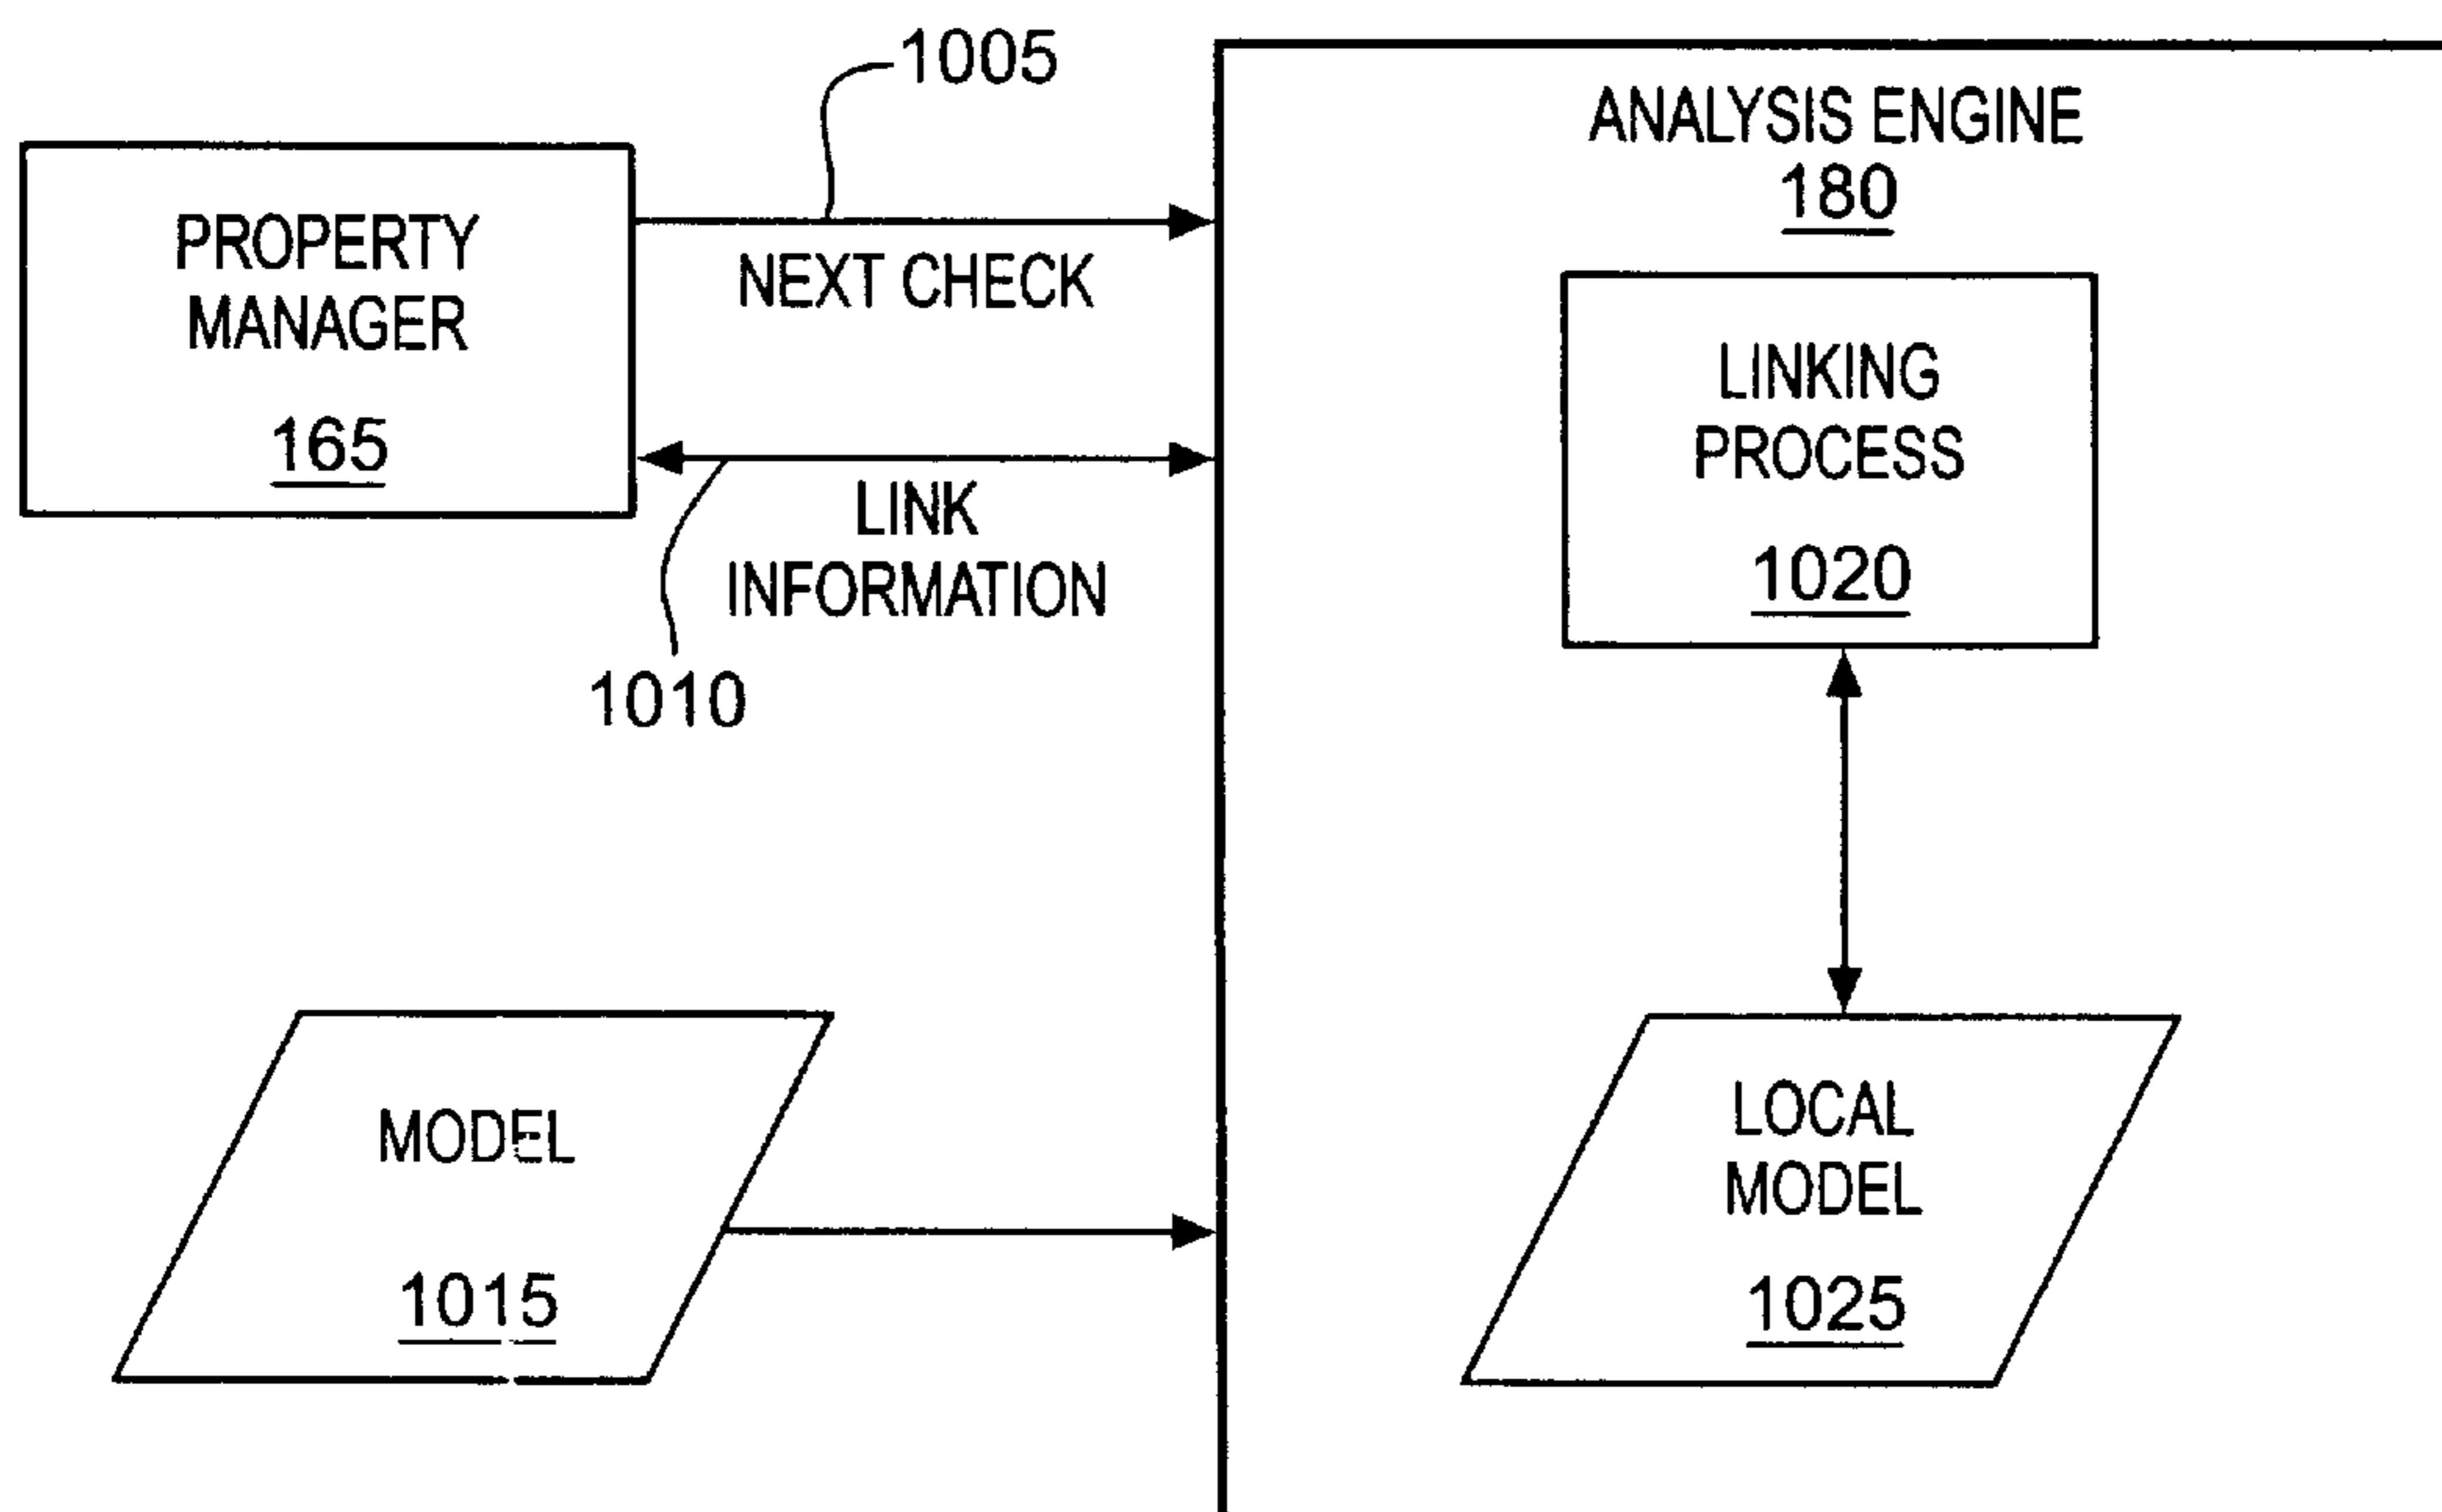 1005
PROPERTY
MANAGER
165
NEXT CHECK
LINK
INFORMATION
1010
MODEL
1015
ANALYSIS ENGINE
180
LINKING
PROCESS
1020
LOCAL
MODEL
1025